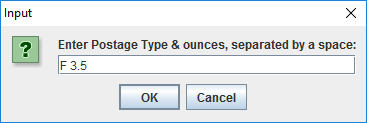 Input
Enter Postage Type & ounces, separated by a space:
F 3.5
OK Cancel